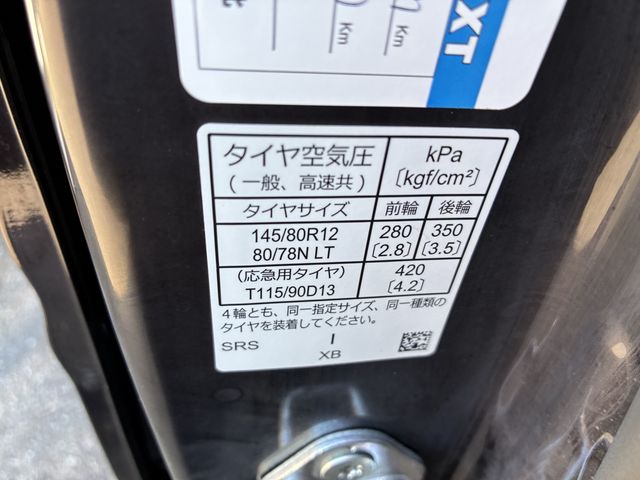 Km
Km
XT
タイヤ空気圧
(一般、高速共)
kPa
[kgf/cm²]
タイヤサイズ 前輪 後輪
145/80R12 280 350
80/78N LT [2.8] [3.5]
(応急用タイヤ) 420
T115/90D13 [4.2]
4輪とも、同一指定サイズ、同一種類の
タイヤを装着してください。
SRS I
XB